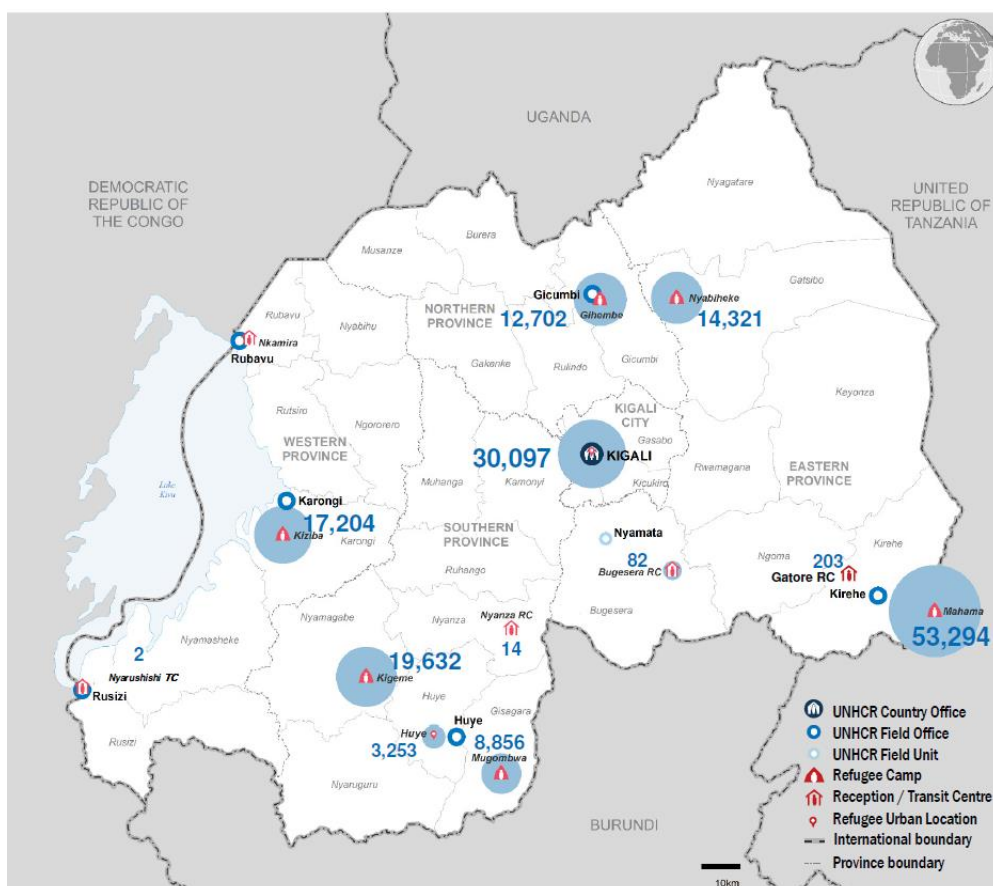 UGANDA
DEMOCRATIC
REPUBLIC OF
THE CONGO
UNITED
REPUBLIC OF
TANZANIA
Nyagatare
Burera
Musanze
Gatsibo
Gicumbi
Nyabiheke
NORTHERN
PROVINCE
12,702
Gihembe
14,321
Rubavu
Nyabihu
Nkamira
Rubavu
Gakenke
Rulindo
Gicumbi
Keyonza
Rutsiro
Ngororero
KIGALI
CITY
WESTERN
PROVINCE
Gasabo
30,097
KIGALI
Rwamagana
EASTERN
PROVINCE
Muhanga
Kamonyi
Kicukiro
Lake
Kivu
Karongi
17,204
Kiziba
Karongi
SOUTHERN
PROVINCE
Nyamata
Ruhango
82
Bugesera RC
Ngoma
203
Gatore RC
Kirehe
Kirehe
Mahama
53,294
Nyamagabe
Nyanza RC
Nyanza
14
Bugesera
Nyamasheke
2
Nyarushishi TC
Rusizi
19,632
Kigeme
Huye
Gisagara
Huye
Huye
3,253
8,856
Mugombwa
Rusizi
Nyaruguru
BURUNDI
UNHCR Country Office
UNHCR Field Office
UNHCR Field Unit
Refugee Camp
Reception / Transit Centre
Refugee Urban Location
International boundary
Province boundary
10km